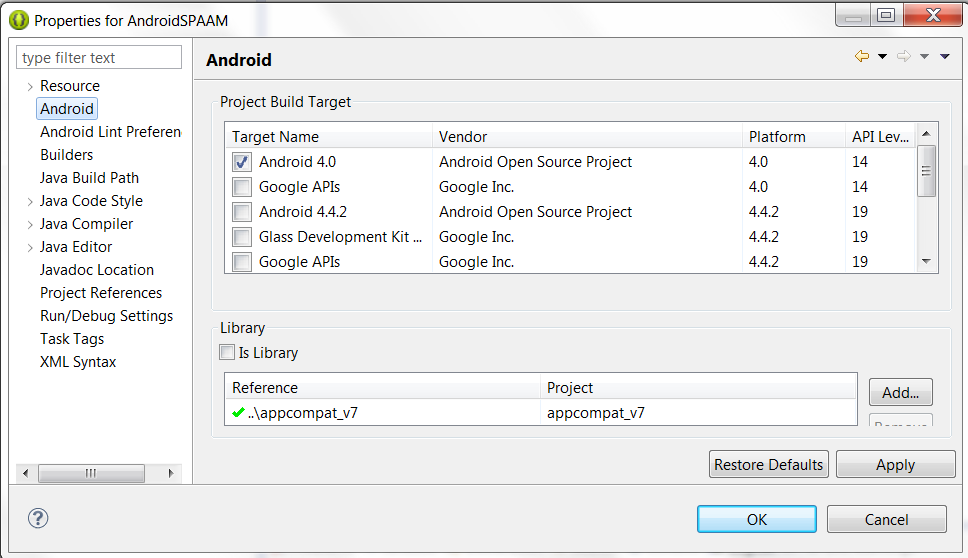 Properties for AndroidSPAAM
type filter text
Resource
Android
Android Lint Preferen
Builders
Java Build Path
Java Code Style
Java Compiler
Java Editor
Javadoc Location
Project References
Run/Debug Settings
Task Tags
XML Syntax
Android
Project Build Target
Target Name Vendor Platform API Lev...
Android 4.0 Android Open Source Project 4.0 14
Google APIs Google Inc. 4.0 14
Android 4.4.2 Android Open Source Project 4.4.2 19
Glass Development Kit ... Google Inc. 4.4.2 19
Google APIs Google Inc. 4.4.2 19
Library
Is Library
Reference Project
..\appcompat_v7 appcompat_v7
Add...
Restore Defaults Apply
? OK Cancel